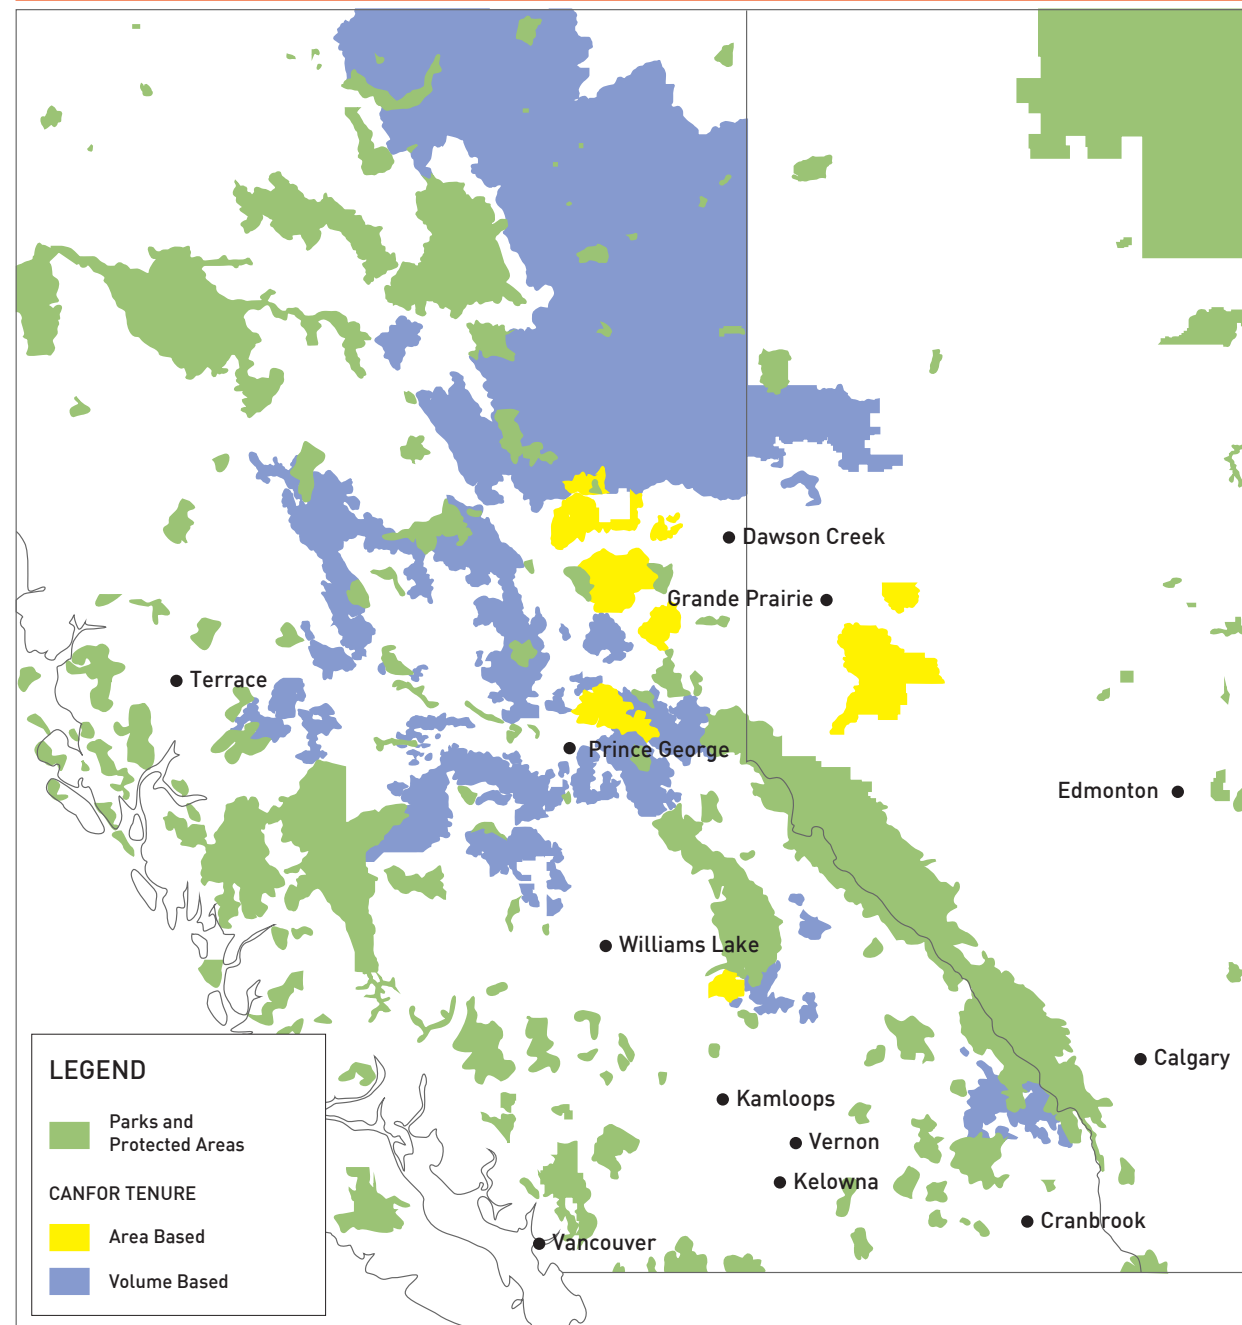 Dawson Creek
Grande Prairie
Terrace
Prince George
Edmonton
Williams Lake
LEGEND
Parks and
Protected Areas
CANFOR TENURE
Area Based
Volume Based
Calgary
Kamloops
Vernon
Kelowna
Cranbrook
Vancouver